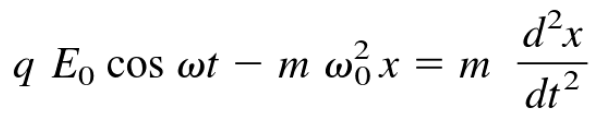 q E₀ cos ωt − m ω₀² x = m d²x/dt²